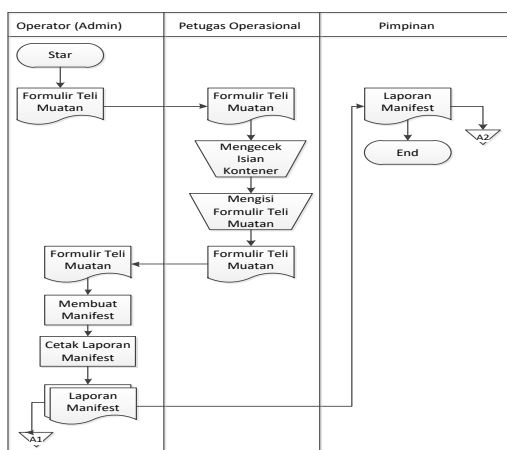 Operator (Admin)
Petugas Operasional
Pimpinan
Star
Formulir Teli
Muatan
Formulir Teli
Muatan
Laporan
Manifest
A2
End
Mengecek
Isian
Kontener
Mengisi
Formulir Teli
Muatan
Formulir Teli
Muatan
Formulir Teli
Muatan
Membuat
Manifest
Cetak Laporan
Manifest
Laporan
Manifest
A1